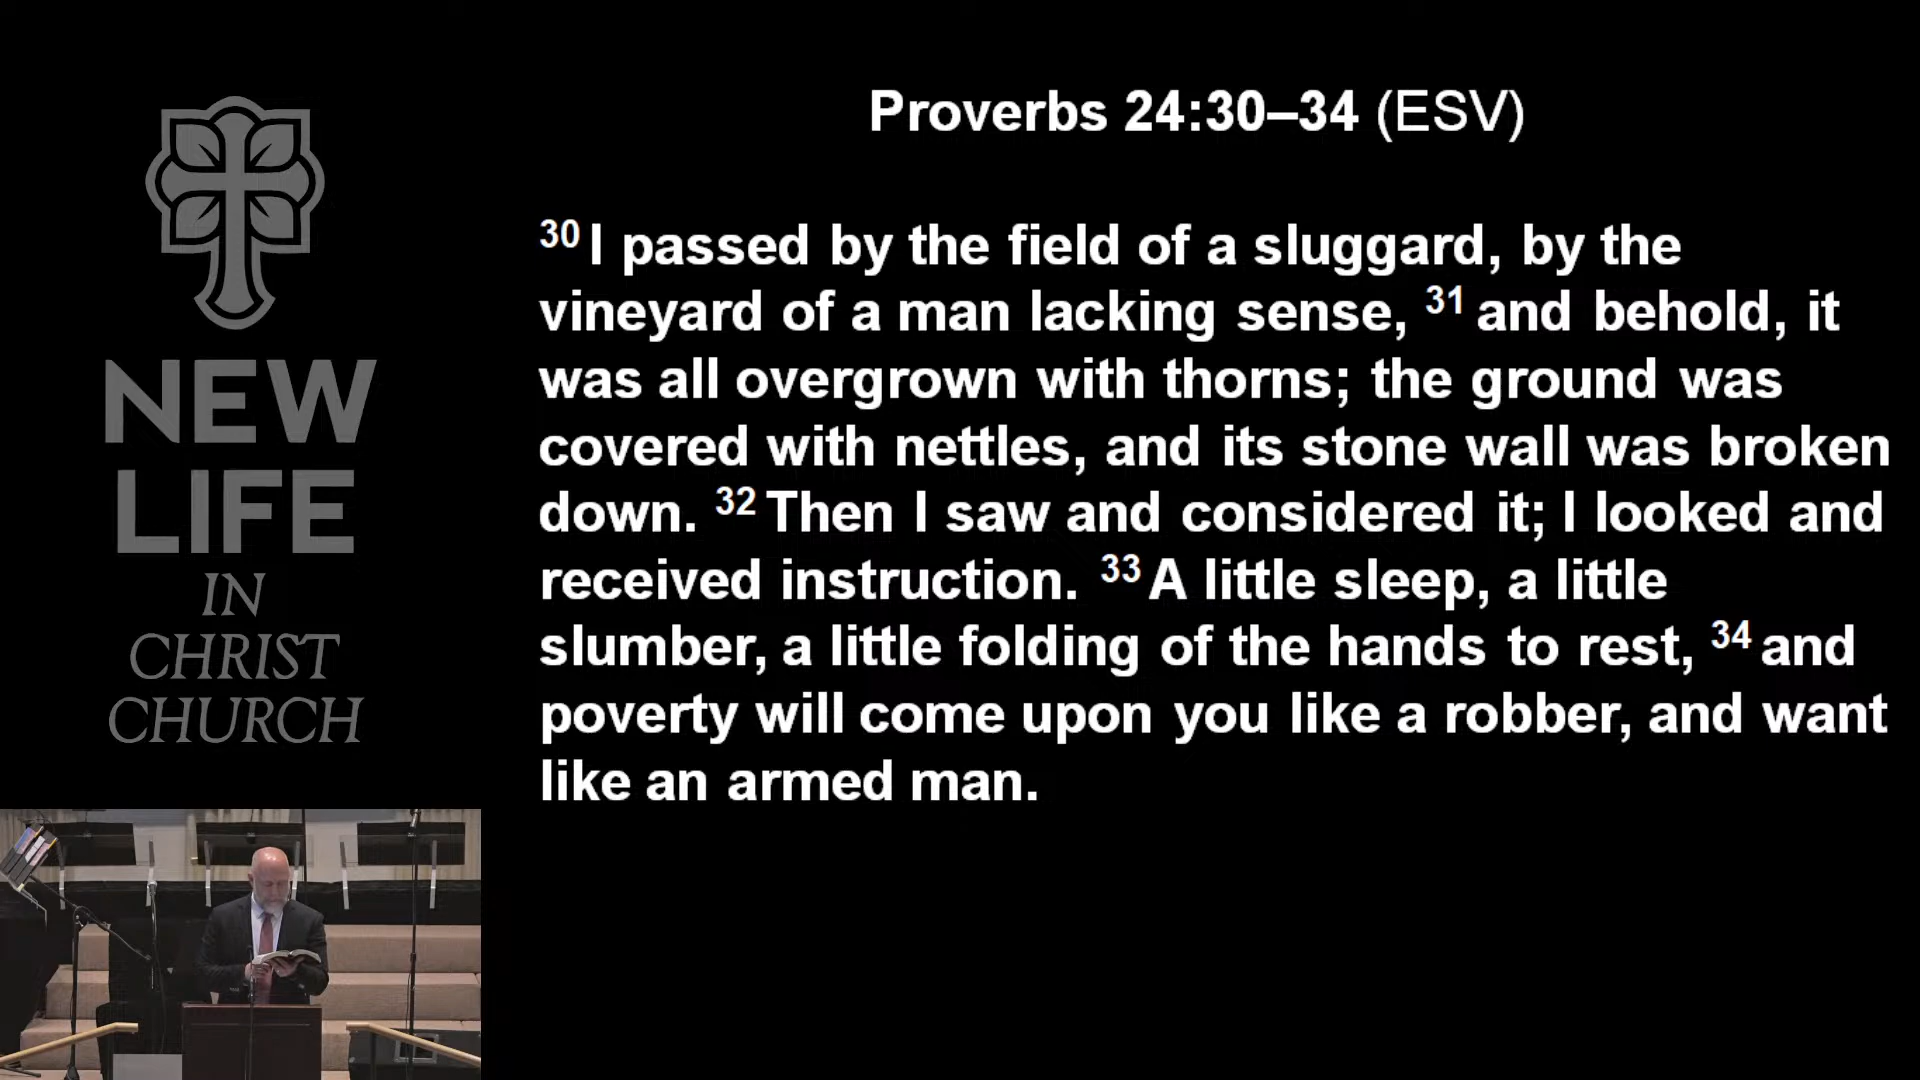 Proverbs 24:30–34 (ESV)
30 I passed by the field of a sluggard, by the
vineyard of a man lacking sense, 31 and behold, it
was all overgrown with thorns; the ground was
covered with nettles, and its stone wall was broken
down. 32 Then I saw and considered it; I looked and
received instruction. 33 A little sleep, a little
slumber, a little folding of the hands to rest, 34 and
poverty will come upon you like a robber, and want
like an armed man.
NEW
LIFE
IN
CHRIST
CHURCH